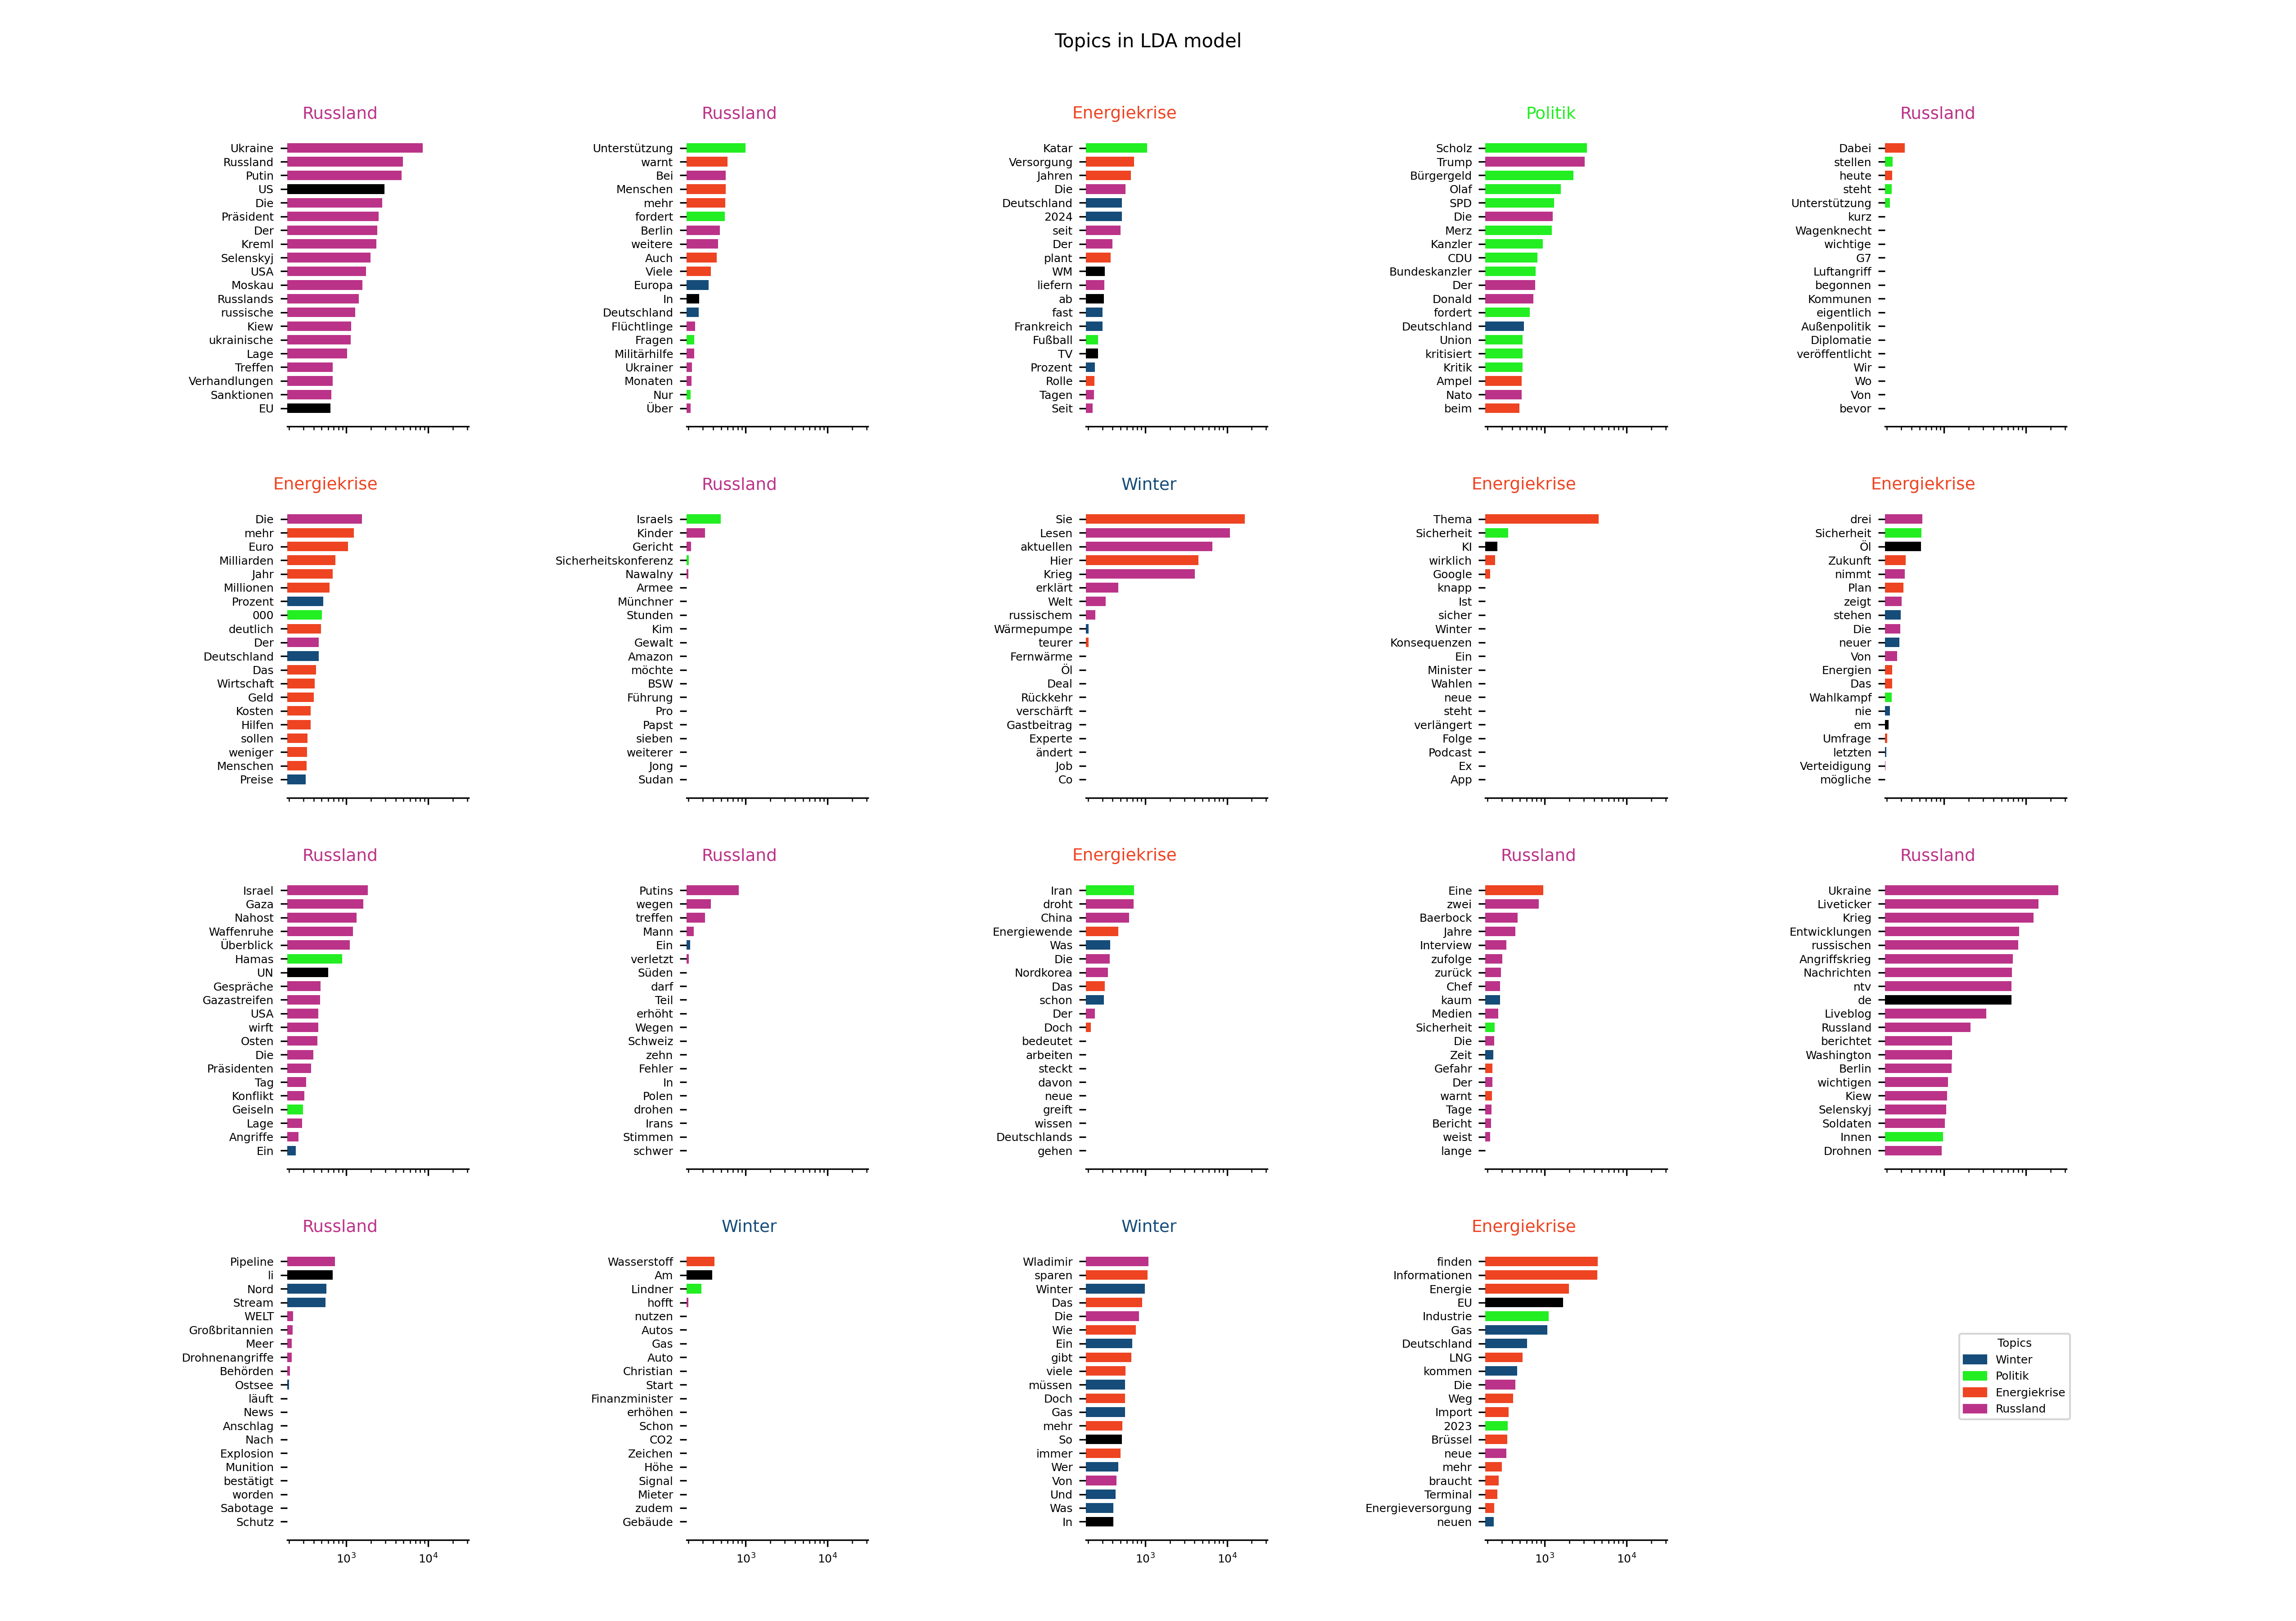 Topics in LDA model
Russland
Ukraine
Russland
Putin
US
Die
Präsident
Der
Kreml
Selenskyj
USA
Moskau
Russlands
russische
Kiew
ukrainische
Lage
Treffen
Verhandlungen
Sanktionen
EU
Russland
Unterstützung
warnt
Bei
Menschen
mehr
fordert
Berlin
weitere
Auch
Viele
Europa
In
Deutschland
Flüchtlinge
Fragen
Militärhilfe
Ukrainer
Monaten
Nur
Über
Energiekrise
Katar
Versorgung
Jahren
Die
Deutschland
2024
seit
Der
plant
WM
liefern
ab
fast
Frankreich
Fußball
TV
Prozent
Rolle
Tagen
Seit
Politik
Scholz
Trump
Bürgergeld
Olaf
SPD
Die
Merz
Kanzler
CDU
Bundeskanzler
Der
Donald
fordert
Deutschland
Union
kritisiert
Kritik
Ampel
Nato
beim
Russland
Dabei
stellen
heute
steht
Unterstützung
kurz
Wagenknecht
wichtige
G7
Luftangriff
begonnen
Kommunen
eigentlich
Außenpolitik
Diplomatie
veröffentlicht
Wir
Wo
Von
bevor
Energiekrise
Die
mehr
Euro
Milliarden
Jahr
Millionen
Prozent
000
deutlich
Der
Deutschland
Das
Wirtschaft
Geld
Kosten
Hilfen
sollen
weniger
Menschen
Preise
Russland
Israels
Kinder
Gericht
Sicherheitskonferenz
Nawalny
Armee
Münchner
Stunden
Kim
Gewalt
Amazon
möchte
BSW
Führung
Pro
Papst
sieben
weiterer
Jong
Sudan
Winter
Sie
Lesen
aktuellen
Hier
Krieg
erklärt
Welt
russischem
Wärmepumpe
teurer
Fernwärme
Öl
Deal
Rückkehr
verschärft
Gastbeitrag
Experte
ändert
Job
Co
Energiekrise
Thema
Sicherheit
KI
wirklich
Google
knapp
Ist
sicher
Winter
Konsequenzen
Ein
Minister
Wahlen
neue
steht
verlängert
Folge
Podcast
Ex
App
Energiekrise
drei
Sicherheit
Öl
Zukunft
nimmt
Plan
zeigt
stehen
Die
neuer
Von
Energien
Das
Wahlkampf
nie
em
Umfrage
letzten
Verteidigung
mögliche
Russland
Israel
Gaza
Nahost
Waffenruhe
Überblick
Hamas
UN
Gespräche
Gazastreifen
USA
wirft
Osten
Die
Präsidenten
Tag
Konflikt
Geiseln
Lage
Angriffe
Ein
Russland
Putins
wegen
treffen
Mann
Ein
verletzt
Süden
darf
Teil
erhöht
Wegen
Schweiz
zehn
Fehler
In
Polen
drohen
Irans
Stimmen
schwer
Energiekrise
Iran
droht
China
Energiewende
Was
Die
Nordkorea
Das
schon
Der
Doch
bedeutet
arbeiten
steckt
davon
neue
greift
wissen
Deutschlands
gehen
Russland
Eine
zwei
Baerbock
Jahre
Interview
zufolge
zurück
Chef
kaum
Medien
Sicherheit
Die
Zeit
Gefahr
Der
warnt
Tage
Bericht
weist
lange
Russland
Ukraine
Liveticker
Krieg
Entwicklungen
russischen
Angriffskrieg
Nachrichten
ntv
de
Liveblog
Russland
berichtet
Washington
Berlin
wichtigen
Kiew
Selenskyj
Soldaten
Innen
Drohnen
Russland
Pipeline
li
Nord
Stream
WELT
Großbritannien
Meer
Drohnenangriffe
Behörden
Ostsee
läuft
News
Anschlag
Nach
Explosion
Munition
bestätigt
worden
Sabotage
Schutz
10³ 10⁴
Winter
Wasserstoff
Am
Lindner
hofft
nutzen
Autos
Gas
Auto
Christian
Start
Finanzminister
erhöhen
Schon
CO2
Zeichen
Höhe
Signal
Mieter
zudem
Gebäude
10³ 10⁴
Winter
Wladimir
sparen
Winter
Das
Die
Wie
Ein
gibt
viele
müssen
Doch
Gas
mehr
So
immer
Wer
Von
Und
Was
In
10³ 10⁴
Energiekrise
finden
Informationen
Energie
EU
Industrie
Gas
Deutschland
LNG
kommen
Die
Weg
Import
2023
Brüssel
neue
mehr
braucht
Terminal
Energieversorgung
neuen
10³ 10⁴
Topics
Winter
Politik
Energiekrise
Russland